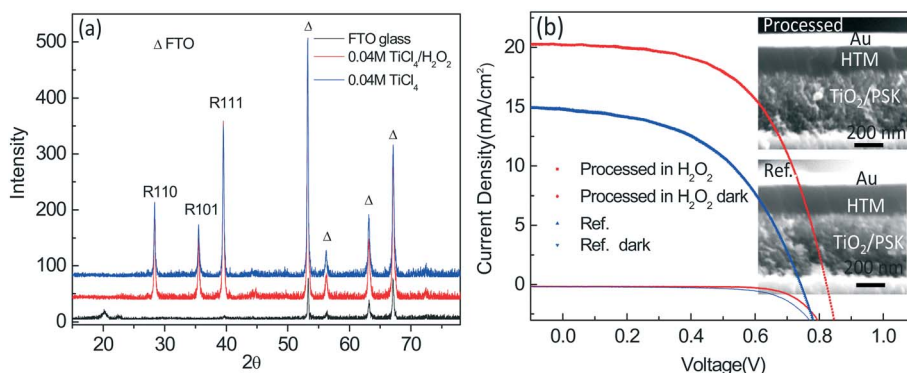 (a)
500
400
300
200
100
0
Intensity
Δ FTO
FTO glass
0.04M TiCl4/H2O2
0.04M TiCl4
R110
R101
R111
Δ
Δ
Δ
Δ
20
30
40
50
60
70
2θ
(b)
20
15
10
5
0
Current Density(mA/cm²)
Processed in H2O2
Processed in H2O2 dark
Ref.
Ref. dark
0.0
0.2
0.4
0.6
0.8
1.0
Voltage(V)
Processed
Au
HTM
TiO2/PSK
200 nm
Ref.
Au
HTM
TiO2/PSK
200 nm